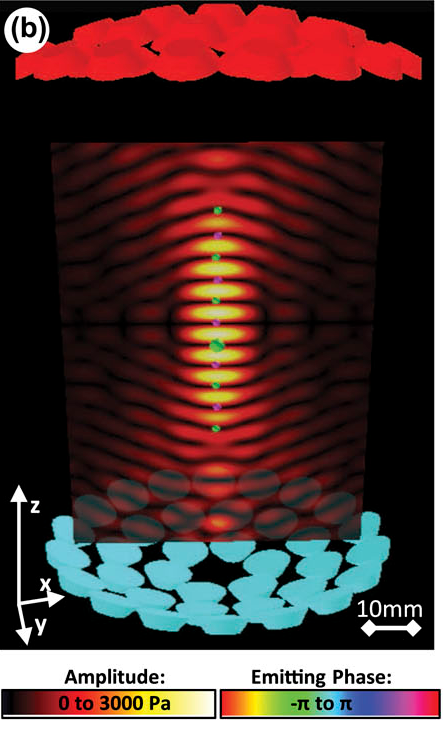 (b)
z
x
y
10mm
Amplitude:
0 to 3000 Pa
Emitting Phase:
-π to π